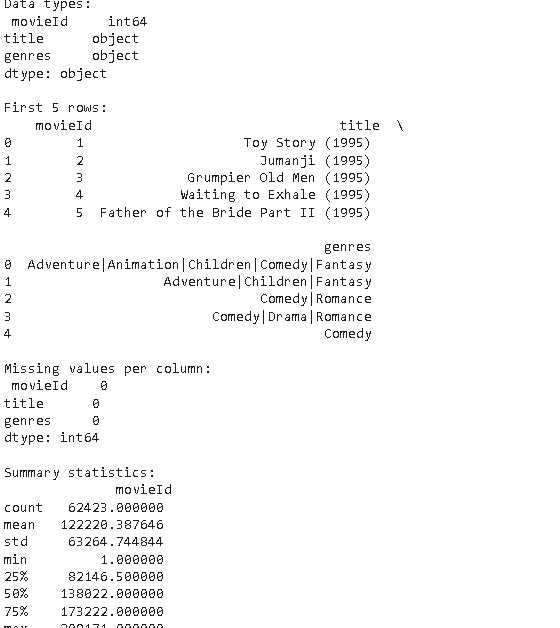 Data types:
movieId int64
title object
genres object
dtype: object
First 5 rows:
movieId title \
0 1 Toy Story (1995)
1 2 Jumanji (1995)
2 3 Grumpier Old Men (1995)
3 4 Waiting to Exhale (1995)
4 5 Father of the Bride Part II (1995)
genres
0 Adventure|Animation|Children|Comedy|Fantasy
1 Adventure|Children|Fantasy
2 Comedy|Romance
3 Comedy|Drama|Romance
4 Comedy
Missing values per column:
movieId 0
title 0
genres 0
dtype: int64
Summary statistics:
movieId
count 62423.000000
mean 122220.387646
std 63264.744844
min 1.000000
25% 82146.500000
50% 138022.000000
75% 173222.000000
max 209171.000000